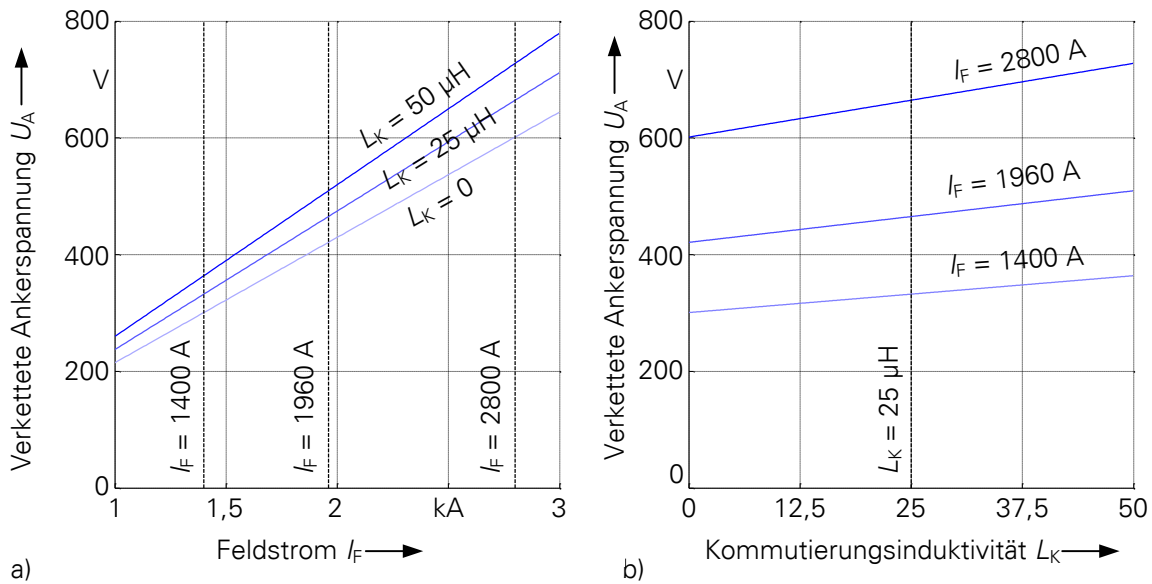 Verkettete Ankerspannung U_A
800
V
600
400
200
0
L_K = 50 µH
L_K = 25 µH
L_K = 0
I_F = 1400 A
I_F = 1960 A
I_F = 2800 A
1
1,5
2
kA
3
Feldstrom I_F
a)
Verkettete Ankerspannung U_A
800
V
600
400
200
0
I_F = 2800 A
I_F = 1960 A
I_F = 1400 A
L_K = 25 µH
0
12,5
25
37,5
50
Kommutierungsinduktivität L_K
b)